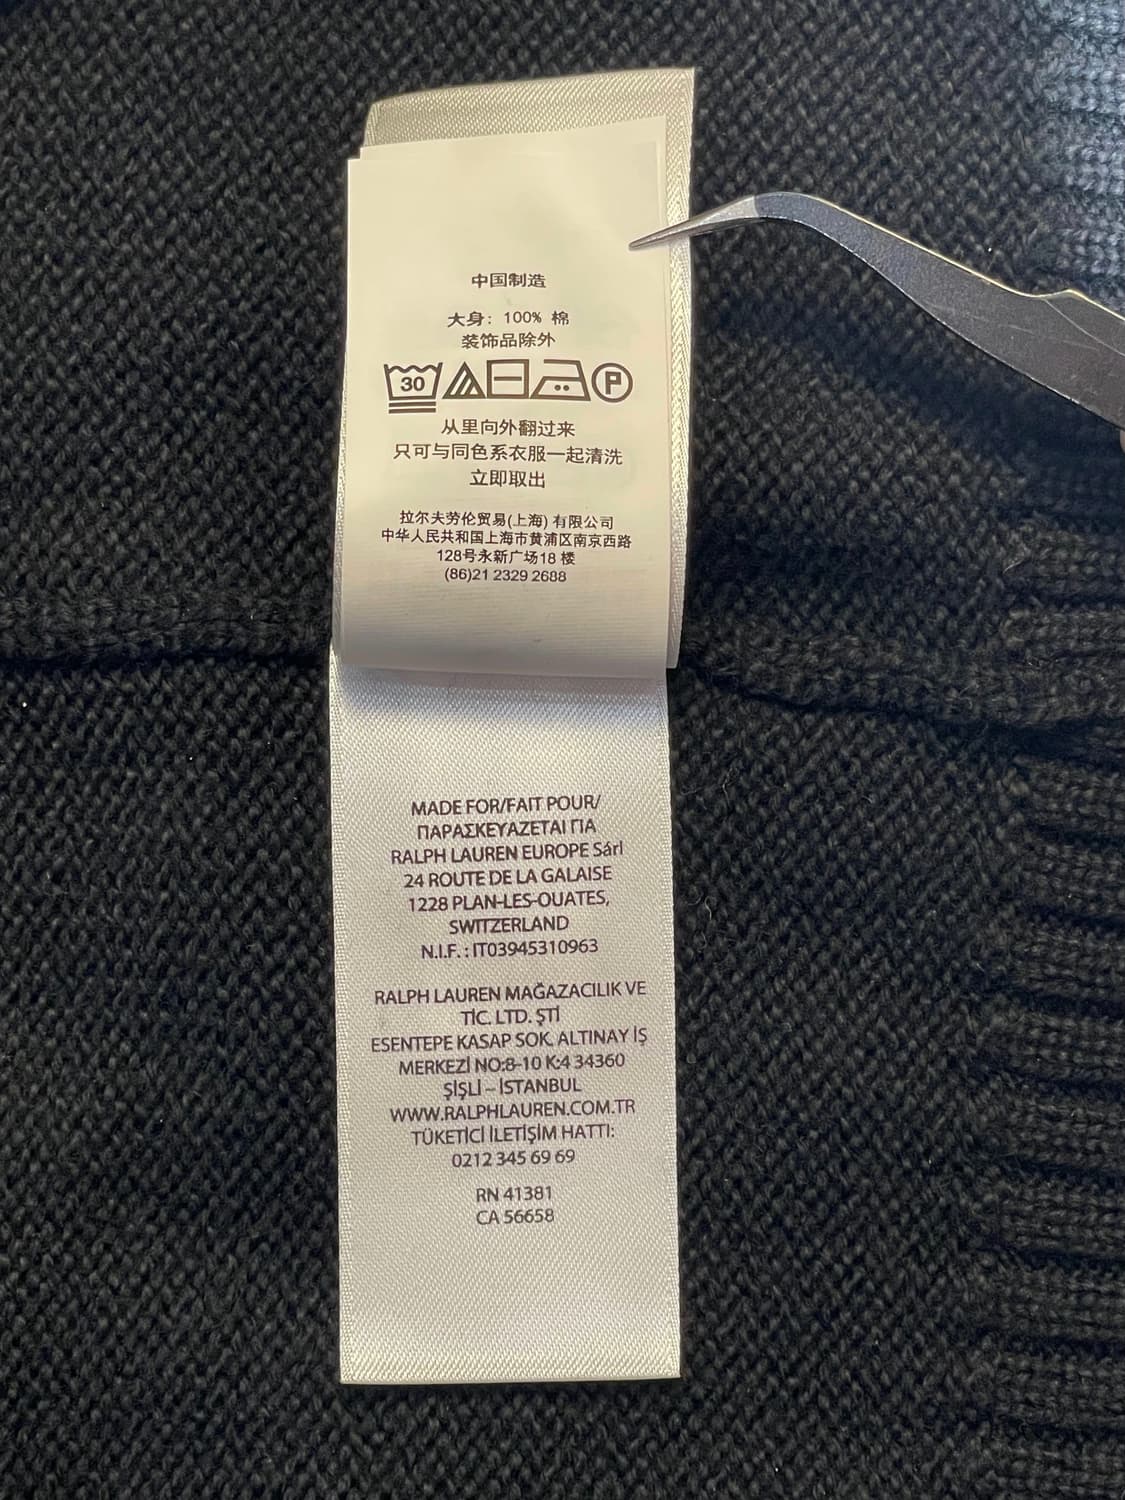 中国制造
大身: 100% 棉
装饰品除外
30 P
从里向外翻过来
只可与同色系衣服一起清洗
立即取出
拉尔夫劳伦贸易(上海) 有限公司
中华人民共和国上海市黄浦区南京西路
128号永新广场18 楼
(86)21 2329 2688
MADE FOR/FAIT POUR/
ΠΑΡΑΣΚΕΥΑΖΕΤΑΙ ΓΙΑ
RALPH LAUREN EUROPE Sárl
24 ROUTE DE LA GALAISE
1228 PLAN-LES-OUATES,
SWITZERLAND
N.I.F. : IT03945310963
RALPH LAUREN MAĞAZACILIK VE
TİC. LTD. ŞTİ
ESENTEPE KASAP SOK. ALTINAY İŞ
MERKEZİ NO:8-10 K:4 34360
ŞİŞLİ – İSTANBUL
WWW.RALPHLAUREN.COM.TR
TÜKETİCİ İLETİŞİM HATTI:
0212 345 69 69
RN 41381
CA 56658